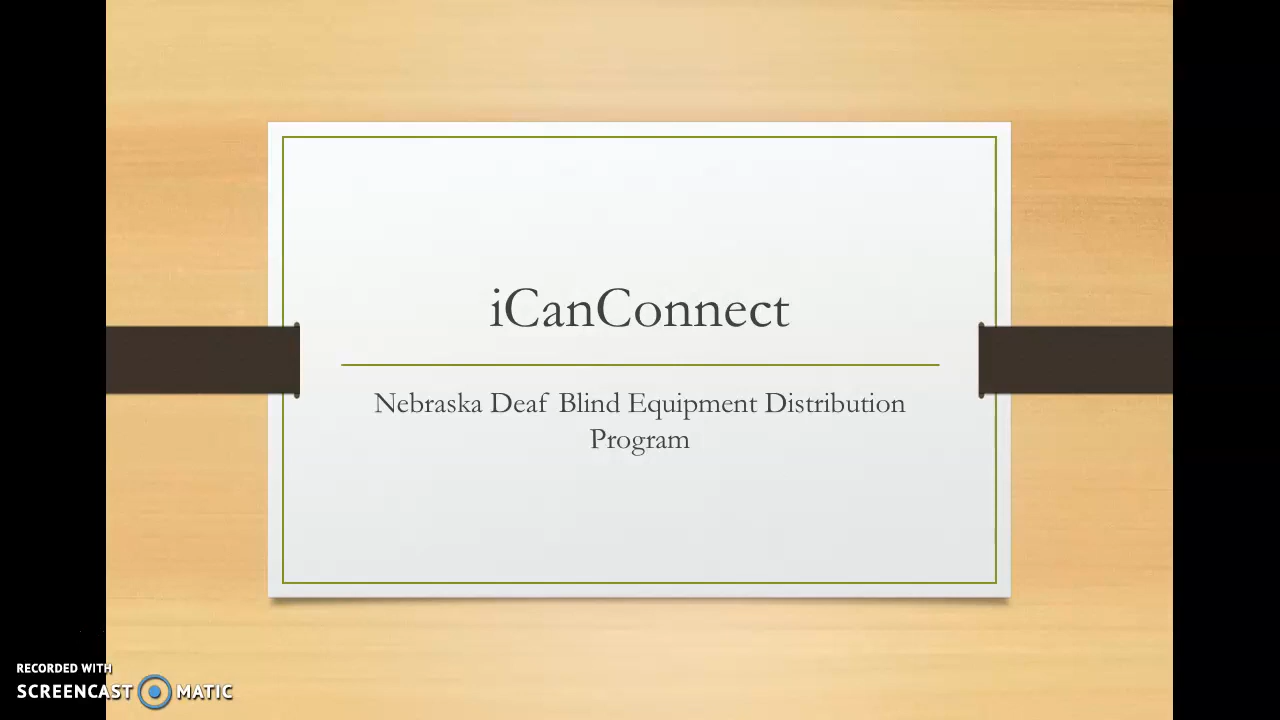 iCanConnect
Nebraska Deaf Blind Equipment Distribution
Program
RECORDED WITH
SCREENCAST MATIC